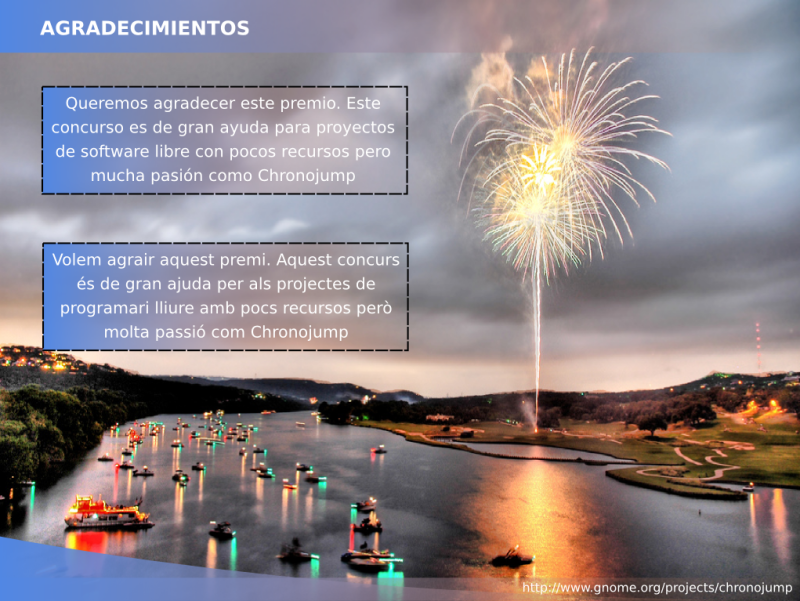 AGRADECIMIENTOS
Queremos agradecer este premio. Este
concurso es de gran ayuda para proyectos
de software libre con pocos recursos pero
mucha pasión como Chronojump
Volem agrair aquest premi. Aquest concurs
és de gran ajuda per als projectes de
programari lliure amb pocs recursos però
molta passió com Chronojump
http://www.gnome.org/projects/chronojump